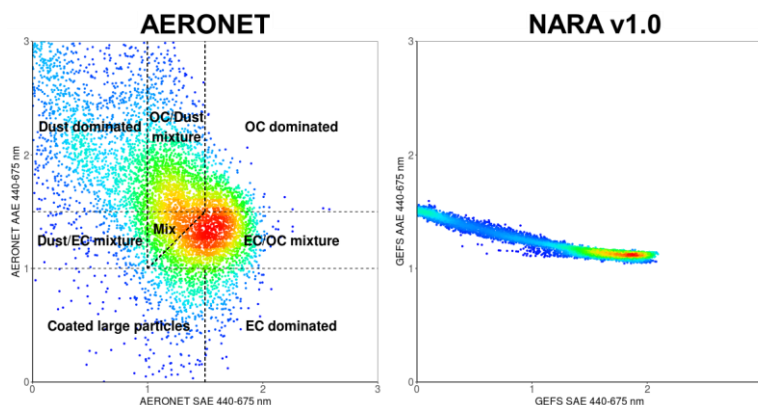 AERONET
NARA v1.0
3
2
1
0
AERONET AAE 440-675 nm
Dust dominated
OC/Dust
mixture
OC dominated
Dust/EC mixture
Mix
EC/OC mixture
Coated large particles
EC dominated
0
1
2
3
AERONET SAE 440-675 nm
3
2
1
0
GEFS AAE 440-675 nm
0
1
2
GEFS SAE 440-675 nm